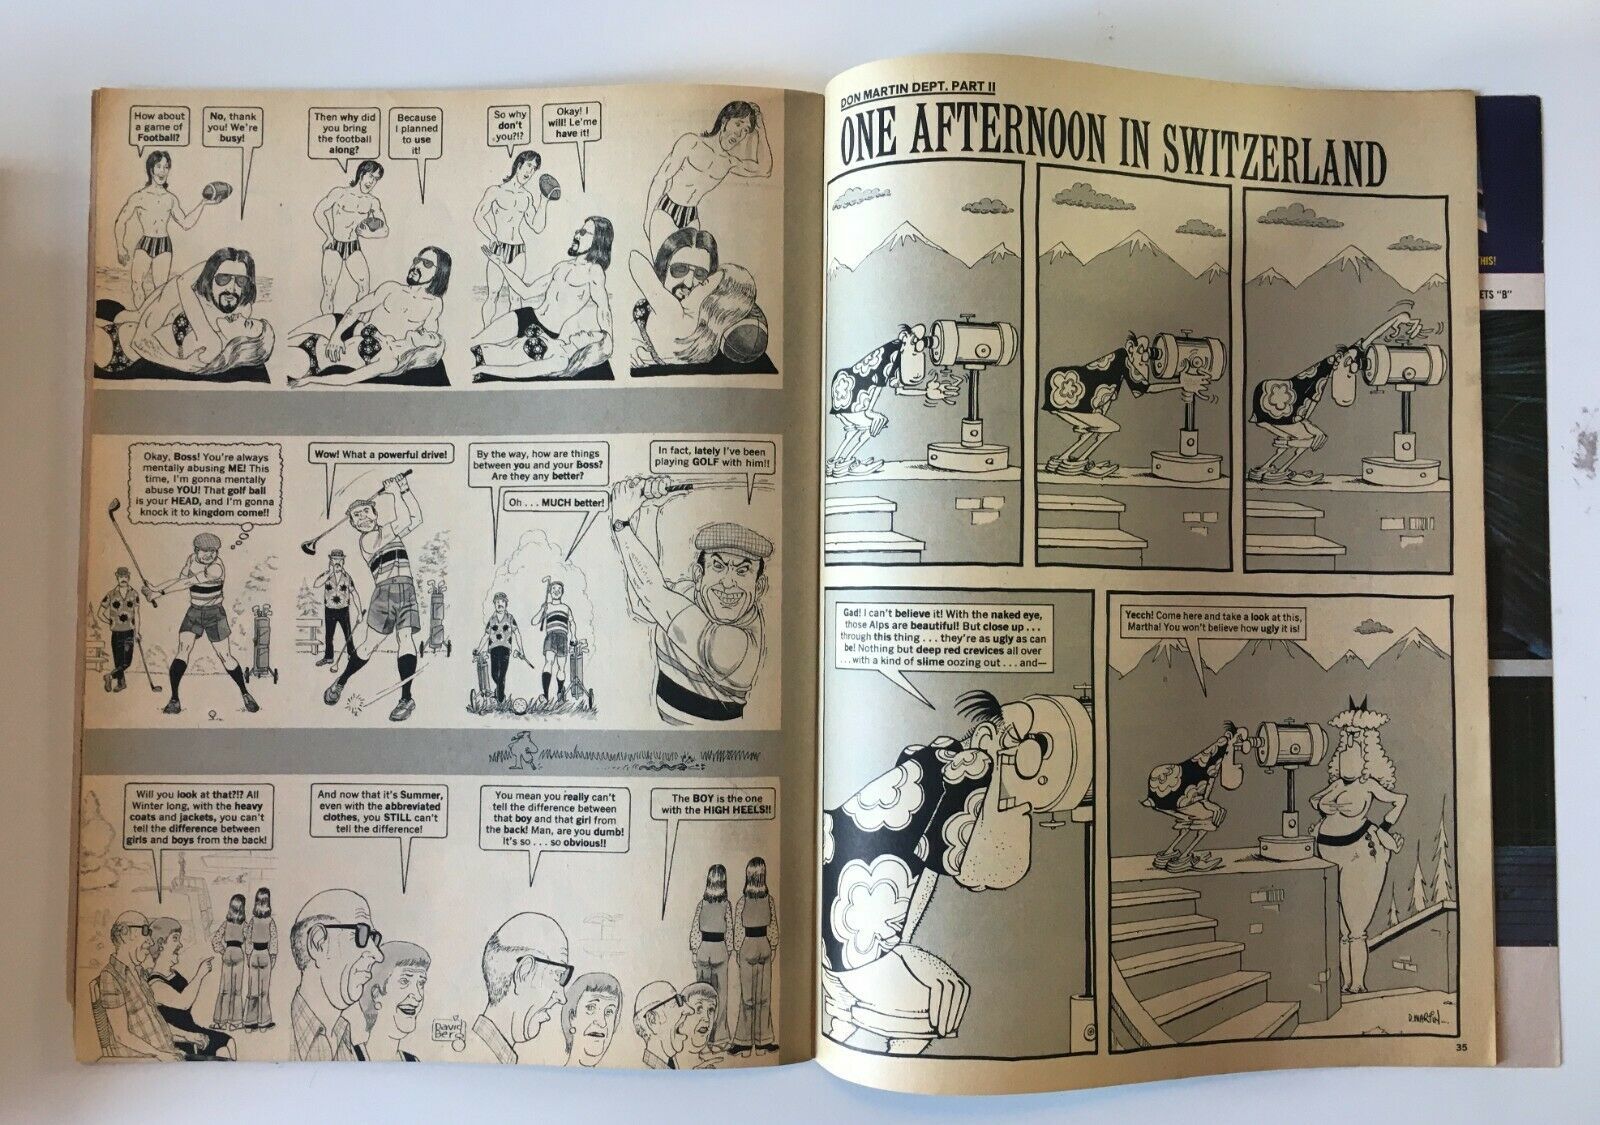 How about
a game of
Football?
No, thank
you! We're
busy!
Then why did
you bring
the football
along?
Because
I planned
to use
it!
So why
don't
you?!?
Okay! I
will! Le'me
have it!
Okay, Boss! You're always
mentally abusing ME! This
time, I'm gonna mentally
abuse YOU! That golf ball
is your HEAD, and I'm gonna
knock it to kingdom come!!
Wow! What a powerful drive!
By the way, how are things
between you and your Boss?
Are they any better?
Oh . . . MUCH better!
In fact, lately I've been
playing GOLF with him!!
Will you look at that?!? All
Winter long, with the heavy
coats and jackets, you can't
tell the difference between
girls and boys from the back!
And now that it's Summer,
even with the abbreviated
clothes, you STILL can't
tell the difference!
You mean you really can't
tell the difference between
that boy and that girl from
the back! Man, are you dumb!
It's so . . . so obvious!!
The BOY is the one
with the HIGH HEELS!!
David
Berg
DON MARTIN DEPT. PART II
ONE AFTERNOON IN SWITZERLAND
Gad! I can't believe it! With the naked eye,
those Alps are beautiful! But close up . . .
through this thing . . . they're as ugly as can
be! Nothing but deep red crevices all over
. . . with a kind of slime oozing out . . . and—
Yecch! Come here and take a look at this,
Martha! You won't believe how ugly it is!
D. MARTIN
35
THIS!
ETS "B"